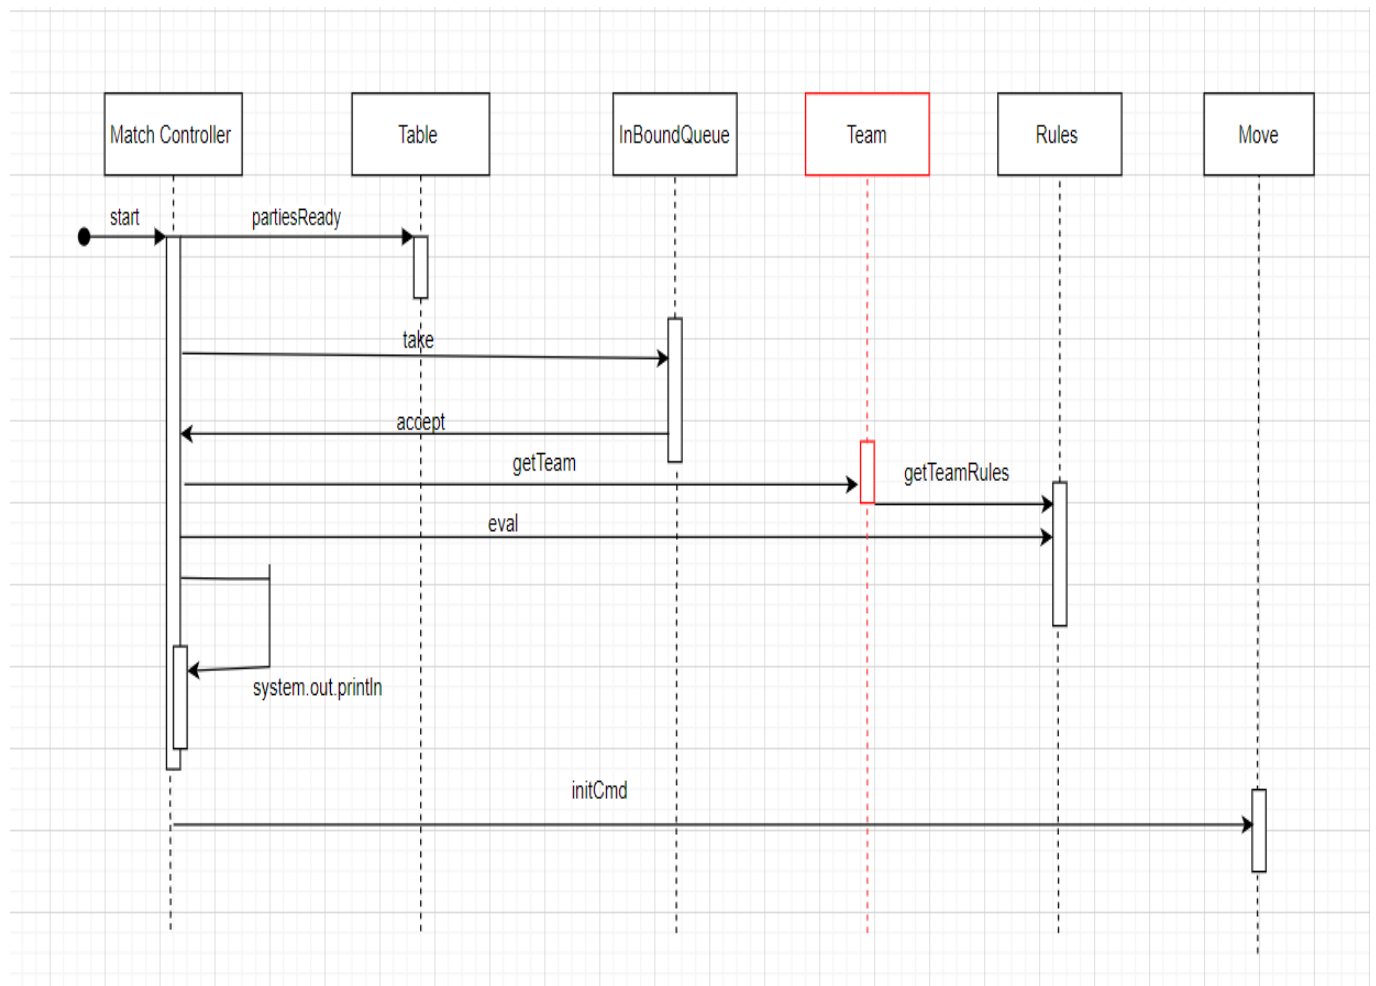 Match Controller
Table
InBoundQueue
Team
Rules
Move
start
partiesReady
take
accept
getTeam
getTeamRules
eval
system.out.println
initCmd